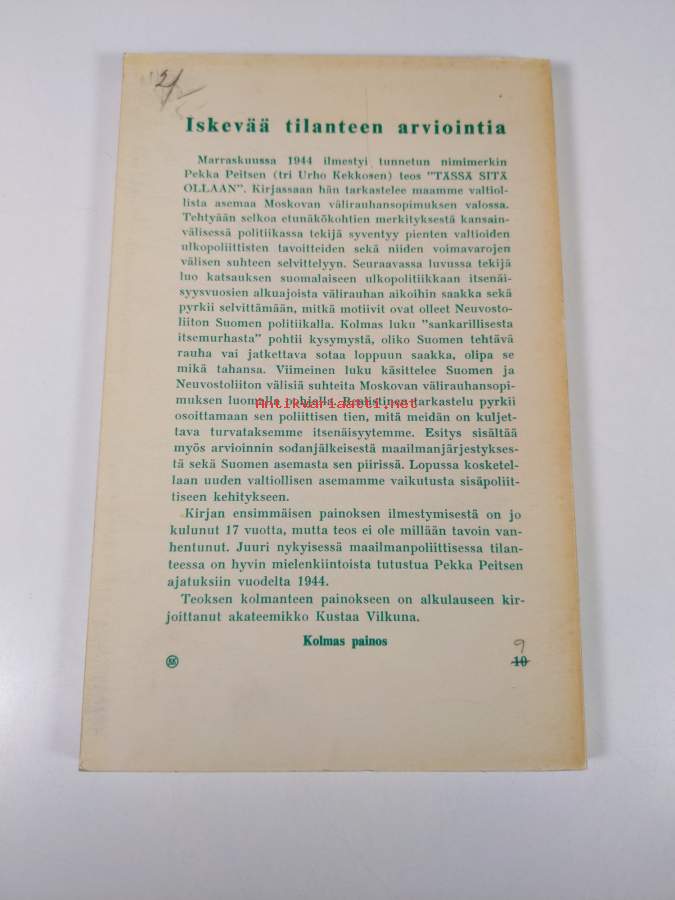 2/
Iskevää tilanteen arviointia
Marraskuussa 1944 ilmestyi tunnetun nimimerkin
Pekka Peitsen (tri Urho Kekkosen) teos "TÄSSÄ SITÄ
OLLAAN". Kirjassaan hän tarkastelee maamme valtiol-
lista asemaa Moskovan välirauhansopimuksen valossa.
Tehtyään selkoa etunäkökohtien merkityksestä kansain-
välisessä politiikassa tekijä syventyy pienten valtioiden
ulkopoliittisten tavoitteiden sekä niiden voimavarojen
välisen suhteen selvittelyyn. Seuraavassa luvussa tekijä
luo katsauksen suomalaiseen ulkopolitiikkaan itsenäi-
syysvuosien alkuajoista välirauhan aikoihin saakka sekä
pyrkii selvittämään, mitkä motiivit ovat olleet Neuvosto-
liiton Suomen politiikalla. Kolmas luku "sankarillisesta
itsemurhasta" pohtii kysymystä, oliko Suomen tehtävä
rauha vai jatkettava sotaa loppuun saakka, olipa se
mikä tahansa. Viimeinen luku käsittelee Suomen ja
Neuvostoliiton välisiä suhteita Moskovan välirauhansopi-
muksen luomalla pohjalla. Realistinen tarkastelu pyrkii
Antikvariaatti.net
osoittamaan sen poliittisen tien, mitä meidän on kuljet-
tava turvataksemme itsenäisyytemme. Esitys sisältää
myös arvioinnin sodanjälkeisestä maailmanjärjestykses-
tä sekä Suomen asemasta sen piirissä. Lopussa kosketel-
laan uuden valtiollisen asemamme vaikutusta sisäpoliit-
tiseen kehitykseen.
Kirjan ensimmäisen painoksen ilmestymisestä on jo
kulunut 17 vuotta, mutta teos ei ole millään tavoin van-
hentunut. Juuri nykyisessä maailmanpoliittisessa tilan-
teessa on hyvin mielenkiintoista tutustua Pekka Peitsen
ajatuksiin vuodelta 1944.
Teoksen kolmanteen painokseen on alkulauseen kir-
joittanut akateemikko Kustaa Vilkuna.
Kolmas painos
9
10